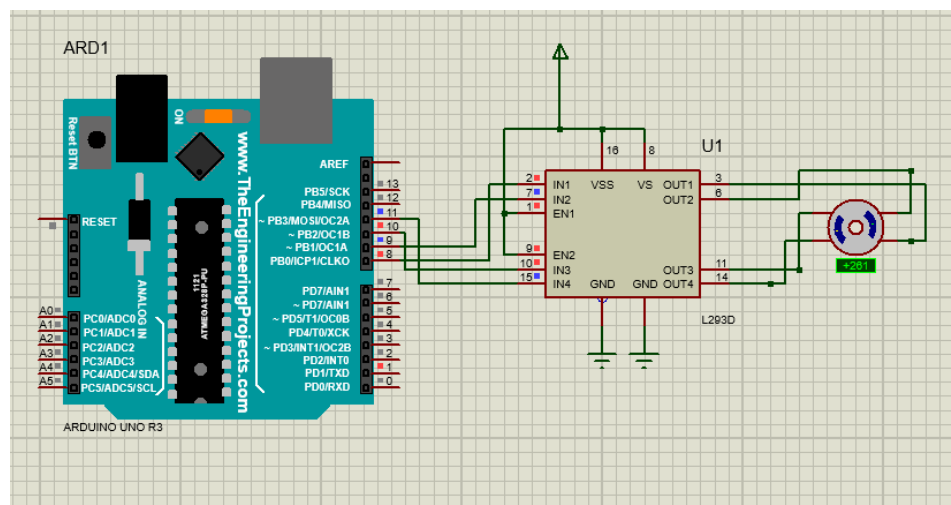 ARD1
Reset BTN
ON
www.TheEngineeringProjects.com
RESET
ANALOG IN
1121
ATMEGA328P-PU
AREF
PB5/SCK 13
PB4/MISO 12
~ PB3/MOSI/OC2A 11
~ PB2/OC1B 10
~ PB1/OC1A 9
PB0/ICP1/CLKO 8
PD7/AIN1 7
~ PD7/AIN1 6
~ PD5/T1/OC0B 5
PD4/T0/XCK 4
~ PD3/INT1/OC2B 3
PD2/INT0 2
PD1/TXD 1
PD0/RXD 0
A0 PC0/ADC0
A1 PC1/ADC1
A2 PC2/ADC2
A3 PC3/ADC3
A4 PC4/ADC4/SDA
A5 PC5/ADC5/SCL
ARDUINO UNO R3
U1
16 8
2 IN1 VSS VS OUT1 3
7 IN2 OUT2 6
1 EN1
9 EN2
10 IN3 OUT3 11
15 IN4 GND GND OUT4 14
L293D
+261